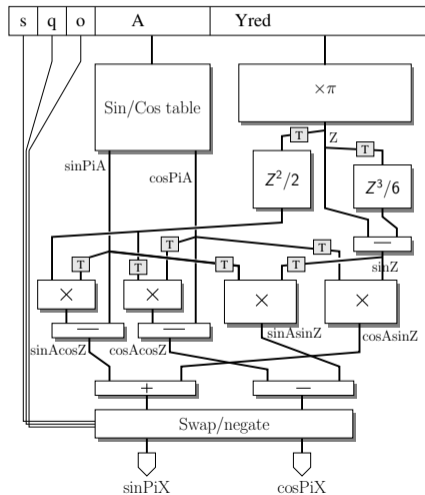 s q o A Yred
Sin/Cos table ×π
T Z
sinPiA T
cosPiA Z²/2 Z³/6
T −
T T T T sinZ
× × × ×
− −
sinAcosZ cosAcosZ sinAsinZ cosAsinZ
+ −
Swap/negate
sinPiX cosPiX